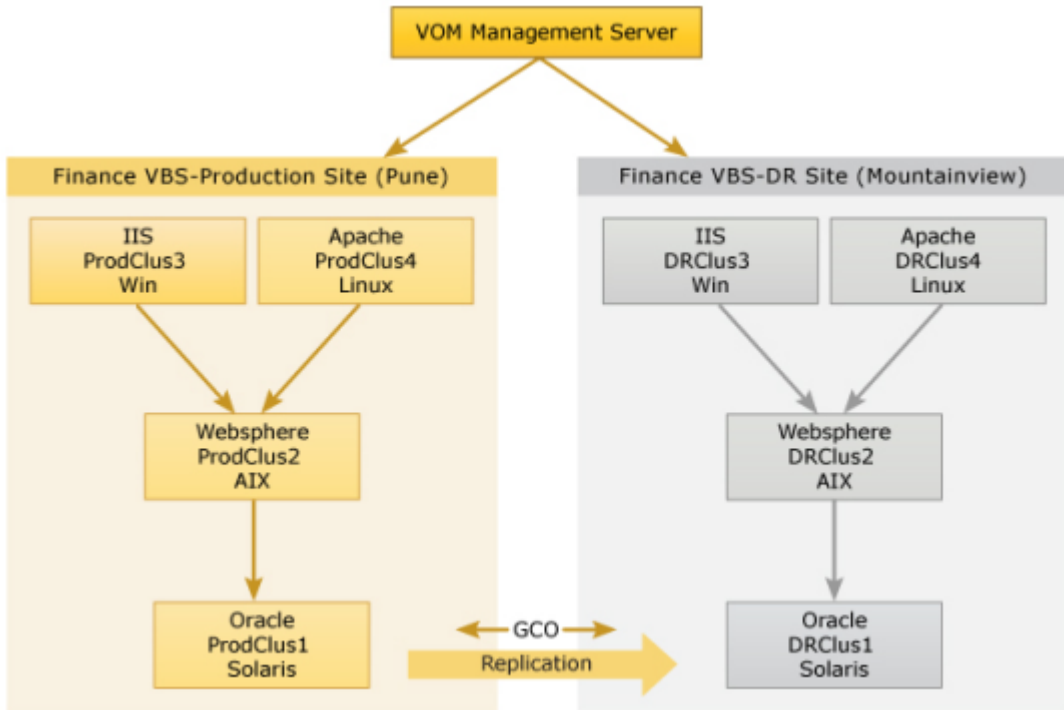 VOM Management Server
Finance VBS-Production Site (Pune)
IIS
ProdClus3
Win
Apache
ProdClus4
Linux
Websphere
ProdClus2
AIX
Oracle
ProdClus1
Solaris
GCO
Replication
Finance VBS-DR Site (Mountainview)
IIS
DRClus3
Win
Apache
DRClus4
Linux
Websphere
DRClus2
AIX
Oracle
DRClus1
Solaris